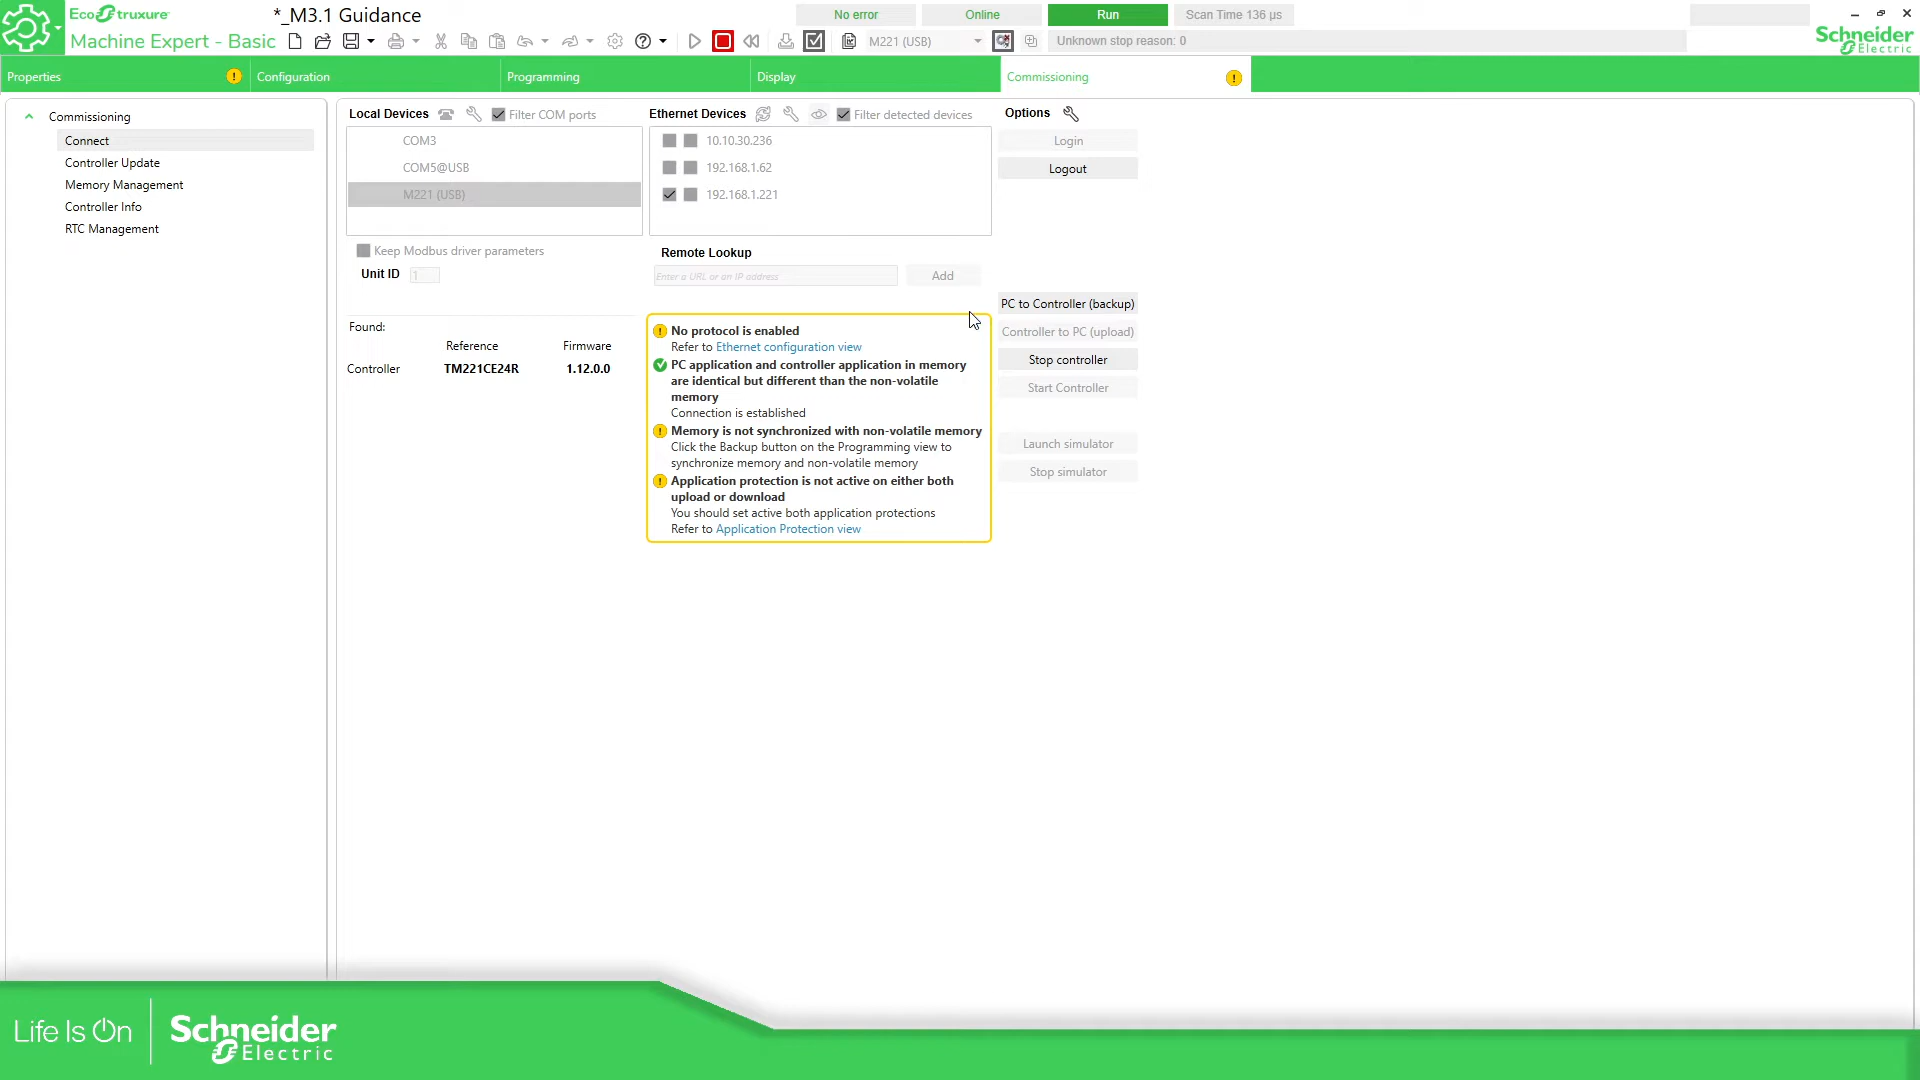 EcoStruxure
Machine Expert - Basic
*_M3.1 Guidance
No error
Online
Run
Scan Time 136 µs
M221 (USB)
Unknown stop reason: 0
Schneider
Electric
Properties
Configuration
Programming
Display
Commissioning
Commissioning
Connect
Controller Update
Memory Management
Controller Info
RTC Management
Local Devices
Filter COM ports
COM3
COM5@USB
M221 (USB)
Keep Modbus driver parameters
Unit ID
1
Found:
Reference
Firmware
Controller
TM221CE24R
1.12.0.0
Ethernet Devices
Filter detected devices
10.10.30.236
192.168.1.62
192.168.1.221
Remote Lookup
Enter a URL or an IP address
Add
No protocol is enabled
Refer to Ethernet configuration view
PC application and controller application in memory
are identical but different than the non-volatile
memory
Connection is established
Memory is not synchronized with non-volatile memory
Click the Backup button on the Programming view to
synchronize memory and non-volatile memory
Application protection is not active on either both
upload or download
You should set active both application protections
Refer to Application Protection view
Options
Login
Logout
PC to Controller (backup)
Controller to PC (upload)
Stop controller
Start Controller
Launch simulator
Stop simulator
Life Is On
Schneider
Electric